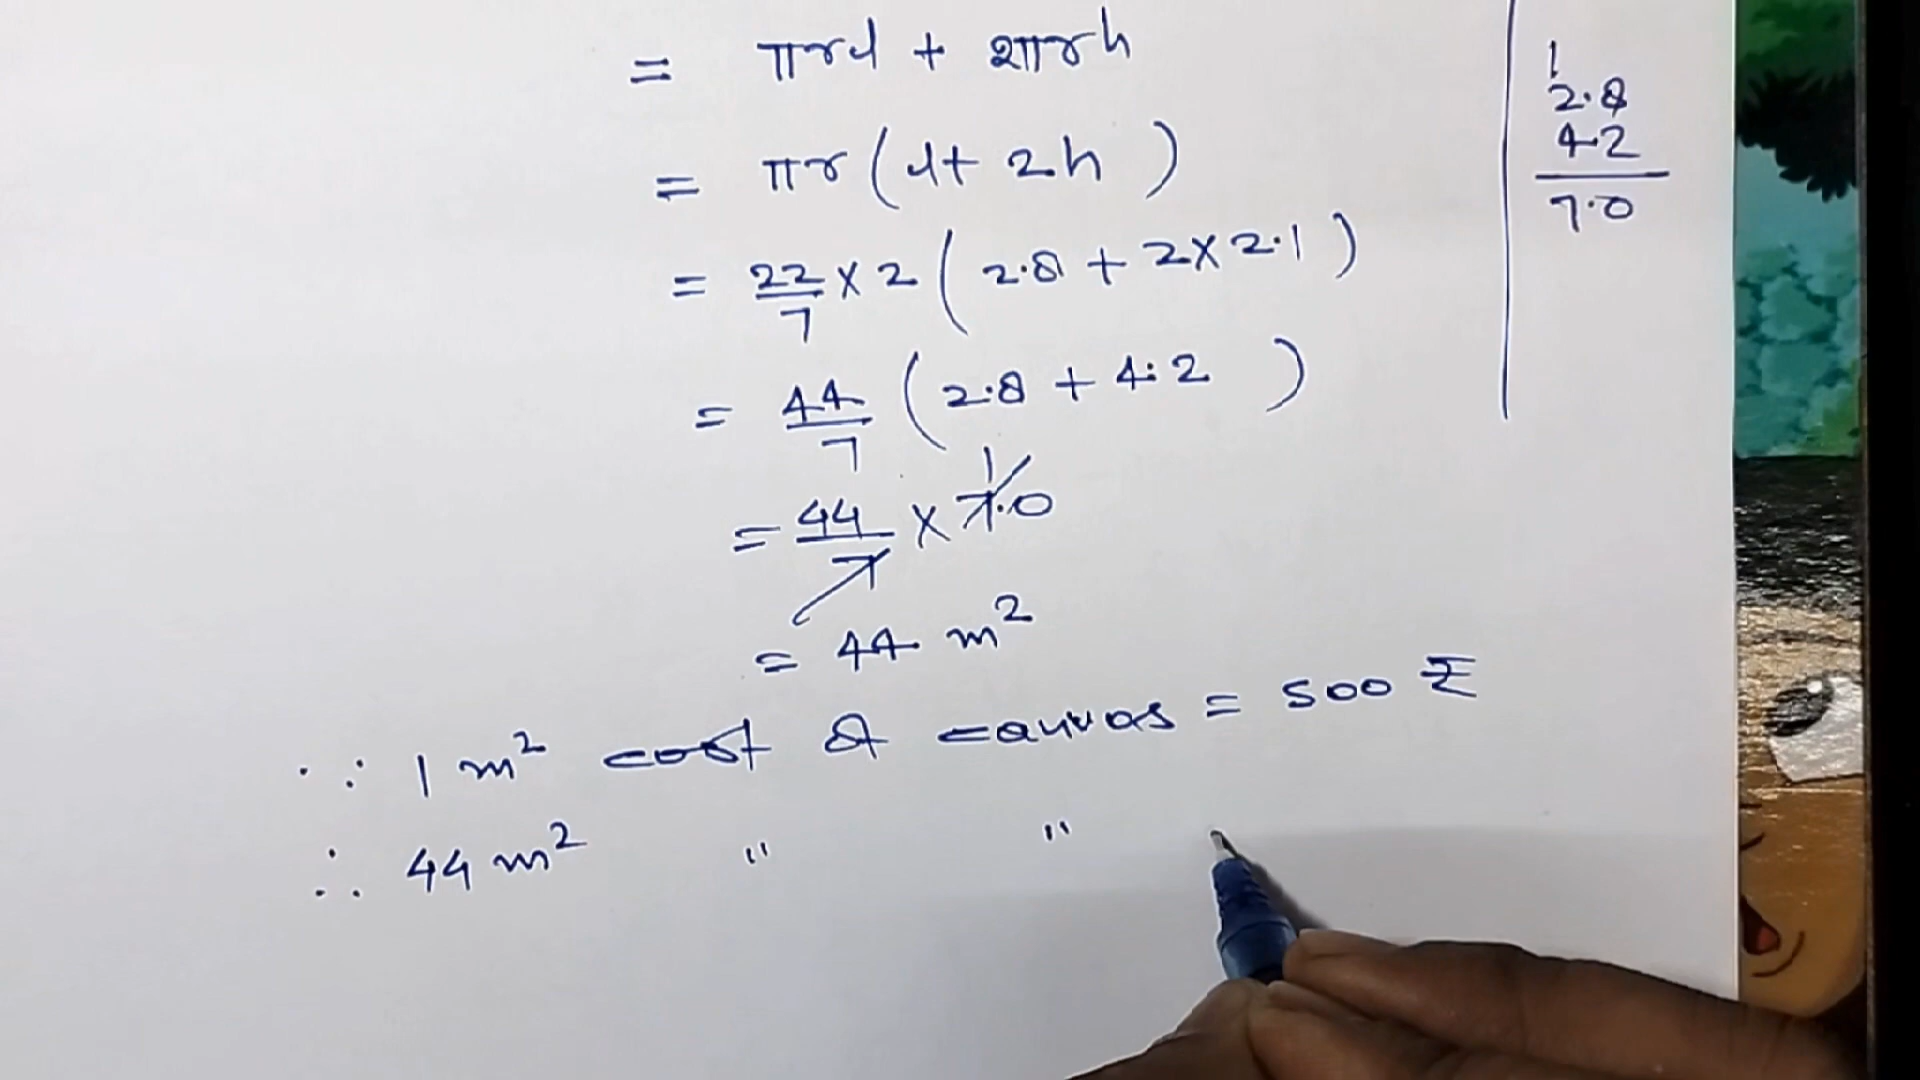 = πrl + 2πrh
= πr(l + 2h)
= 22/7 × 2 (2.8 + 2×2.1)
= 44/7 (2.8 + 4.2)
1
= 44/7 × 7.0
= 44 m²
∵ 1 m² cost of canvas = 500 ₹
∴ 44 m² " "
1
2.8
4.2
7.0